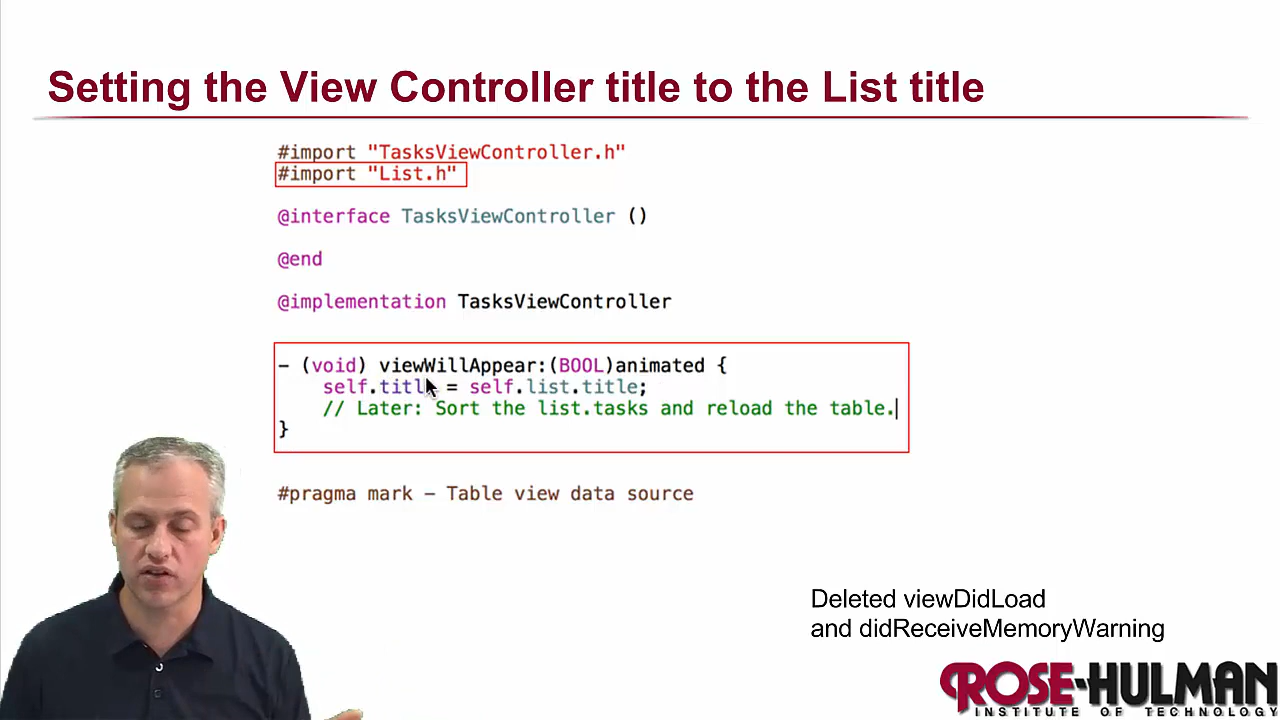 Setting the View Controller title to the List title
#import "TasksViewController.h"
#import "List.h"
@interface TasksViewController ()
@end
@implementation TasksViewController
- (void) viewWillAppear:(BOOL)animated {
self.title = self.list.title;
// Later: Sort the list.tasks and reload the table.
}
#pragma mark - Table view data source
Deleted viewDidLoad
and didReceiveMemoryWarning
ROSE-HULMAN
INSTITUTE OF TECHNOLOGY